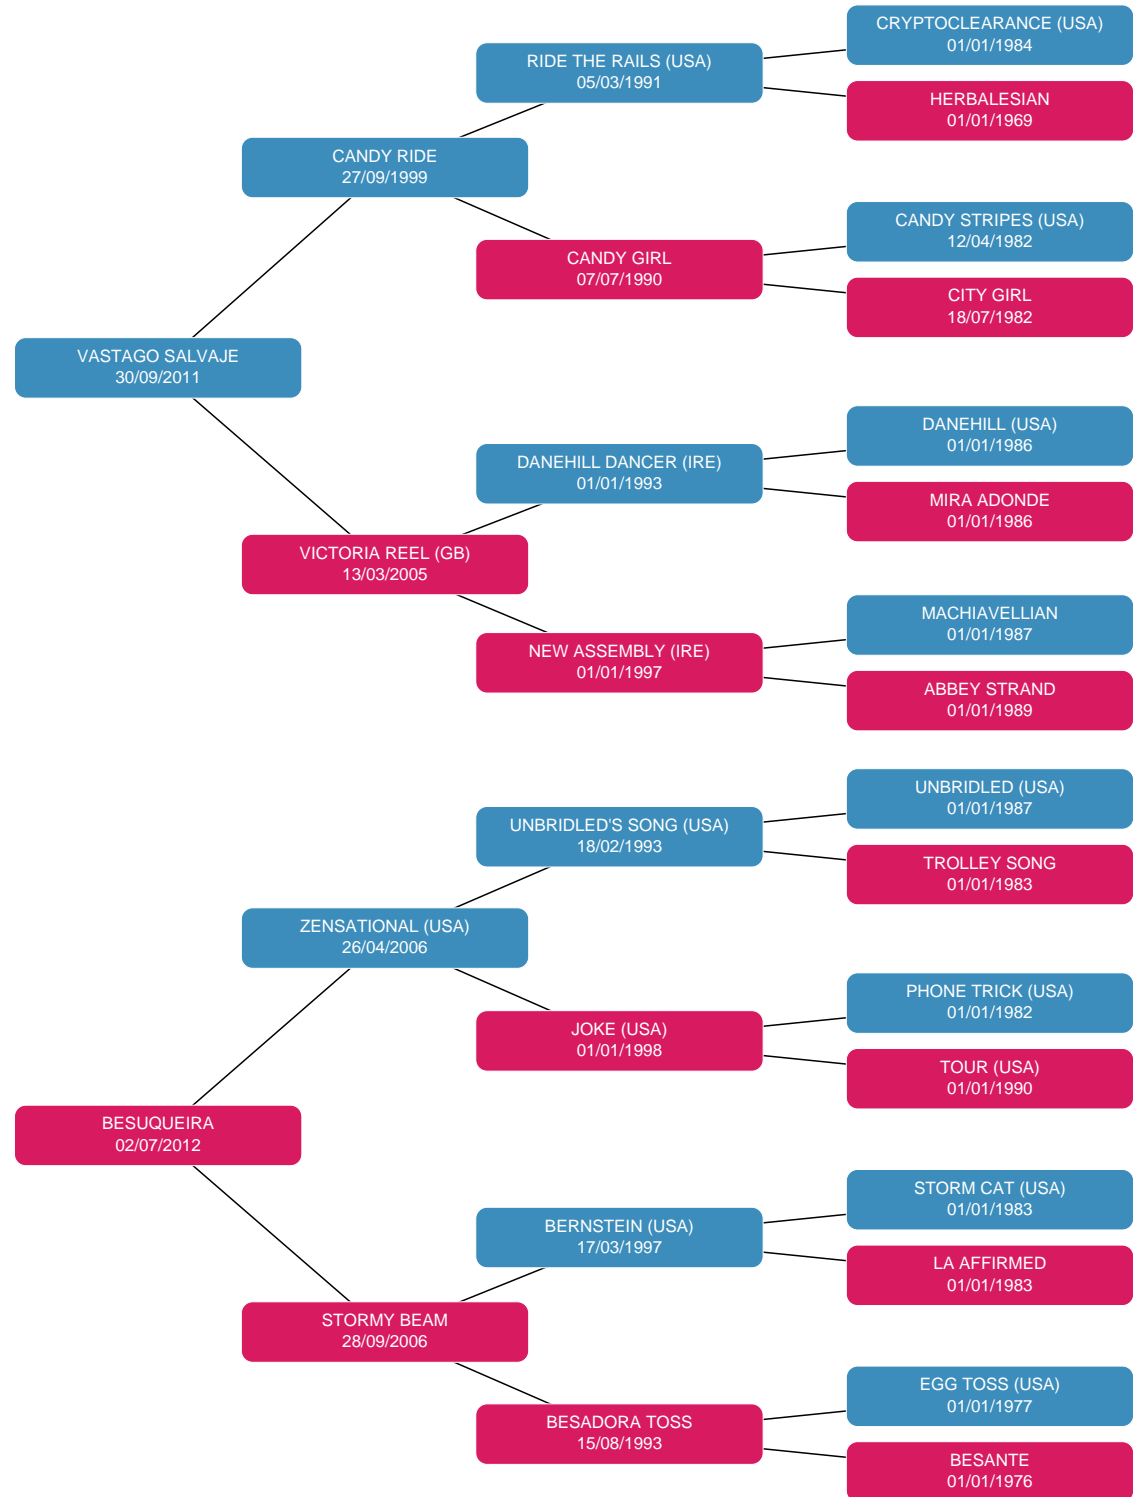 CRYPTOCLEARANCE (USA)
01/01/1984
RIDE THE RAILS (USA)
05/03/1991
HERBALESIAN
01/01/1969
CANDY RIDE
27/09/1999
CANDY STRIPES (USA)
12/04/1982
CANDY GIRL
07/07/1990
CITY GIRL
18/07/1982
VASTAGO SALVAJE
30/09/2011
DANEHILL (USA)
01/01/1986
DANEHILL DANCER (IRE)
01/01/1993
MIRA ADONDE
01/01/1986
VICTORIA REEL (GB)
13/03/2005
MACHIAVELLIAN
01/01/1987
NEW ASSEMBLY (IRE)
01/01/1997
ABBEY STRAND
01/01/1989
UNBRIDLED (USA)
01/01/1987
UNBRIDLED'S SONG (USA)
18/02/1993
TROLLEY SONG
01/01/1983
ZENSATIONAL (USA)
26/04/2006
PHONE TRICK (USA)
01/01/1982
JOKE (USA)
01/01/1998
TOUR (USA)
01/01/1990
BESUQUEIRA
02/07/2012
STORM CAT (USA)
01/01/1983
BERNSTEIN (USA)
17/03/1997
LA AFFIRMED
01/01/1983
STORMY BEAM
28/09/2006
EGG TOSS (USA)
01/01/1977
BESADORA TOSS
15/08/1993
BESANTE
01/01/1976